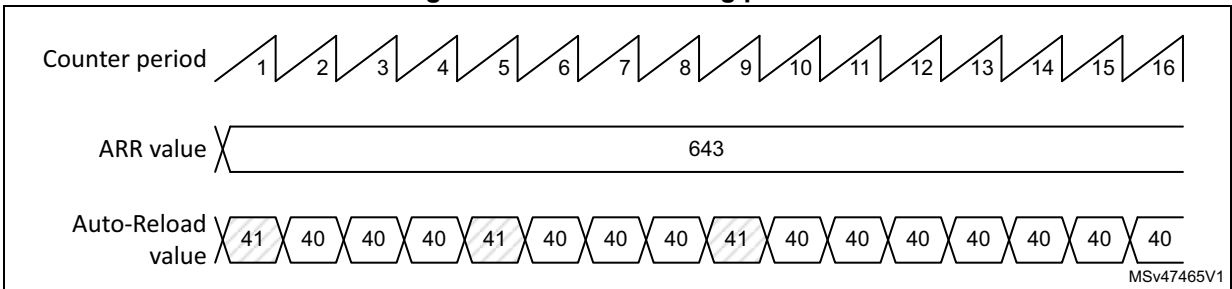 Counter period 1 2 3 4 5 6 7 8 9 10 11 12 13 14 15 16
ARR value 643
Auto-Reload
value 41 40 40 40 41 40 40 40 41 40 40 40 40 40 40 40
MSv47465V1